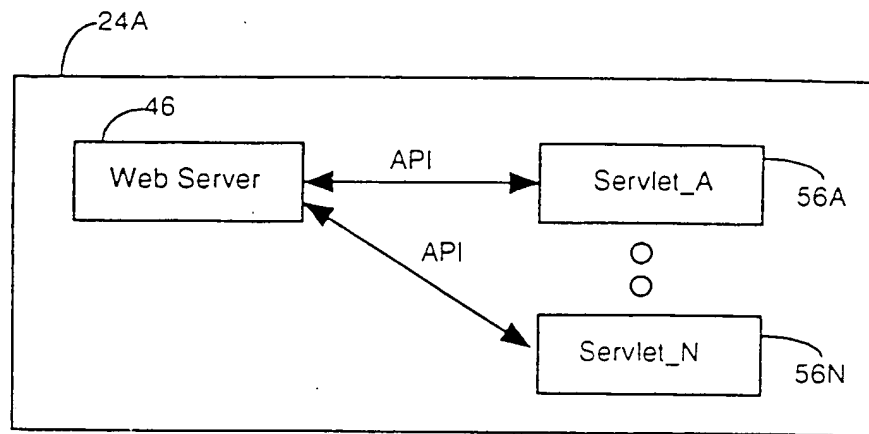 24A
46
Web Server
API
Servlet_A
56A
API
Servlet_N
56N